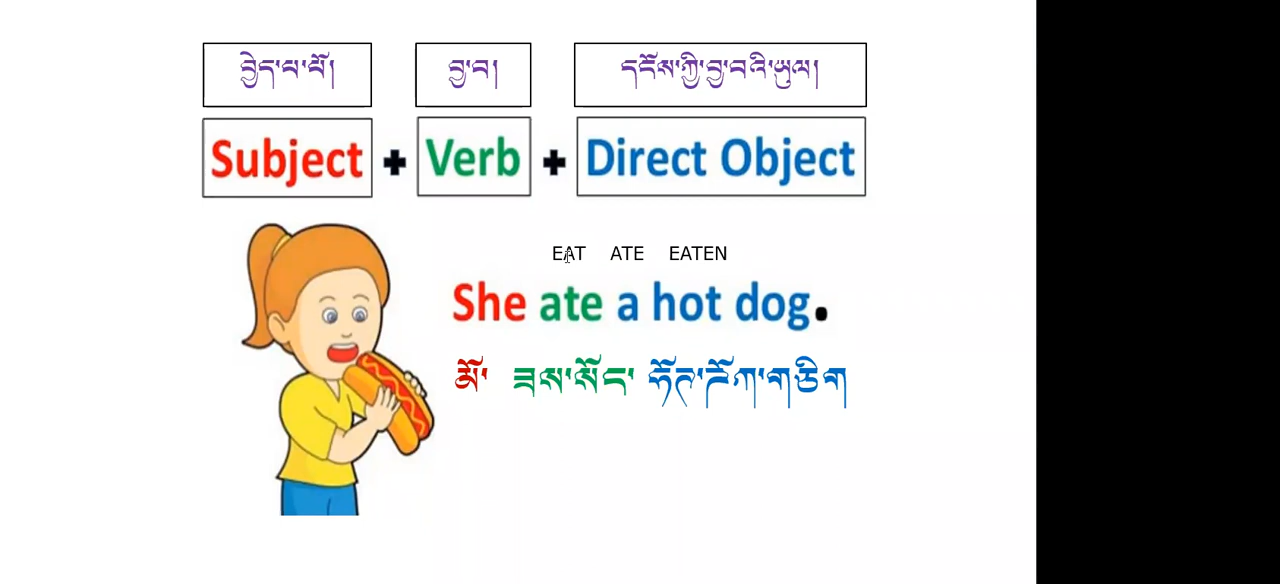 བྱེད་པ་པོ། བྱ་བ། དངོས་ཀྱི་བྱ་བའི་ཡུལ།
Subject + Verb + Direct Object
EAT ATE EATEN
She ate a hot dog.
མོ་ ཟས་སོང་ ཧོཊ་ཌོཀ་གཅིག